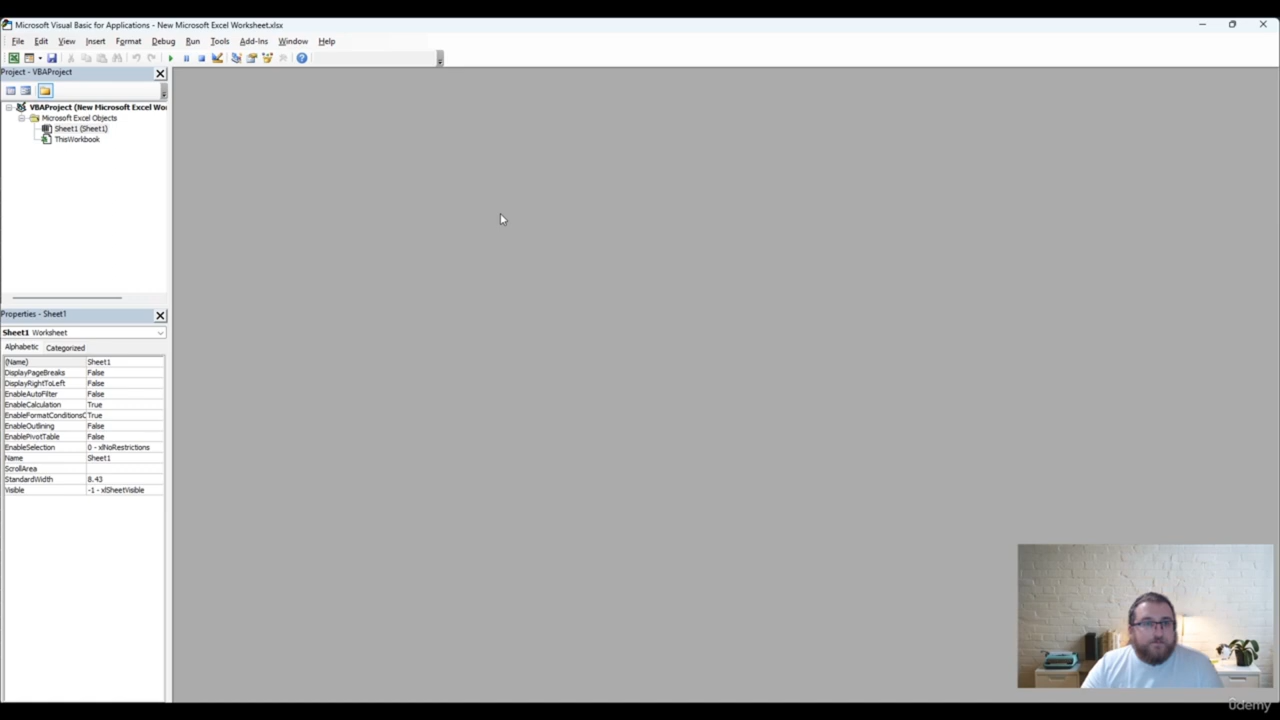 Microsoft Visual Basic for Applications - New Microsoft Excel Worksheet.xlsx
File Edit View Insert Format Debug Run Tools Add-Ins Window Help
Project - VBAProject
VBAProject (New Microsoft Excel Wo
Microsoft Excel Objects
Sheet1 (Sheet1)
ThisWorkbook
Properties - Sheet1
Sheet1 Worksheet
Alphabetic Categorized
(Name) Sheet1
DisplayPageBreaks False
DisplayRightToLeft False
EnableAutoFilter False
EnableCalculation True
EnableFormatConditionsC True
EnableOutlining False
EnablePivotTable False
EnableSelection 0 - xlNoRestrictions
Name Sheet1
ScrollArea
StandardWidth 8.43
Visible -1 - xlSheetVisible
ûdemy